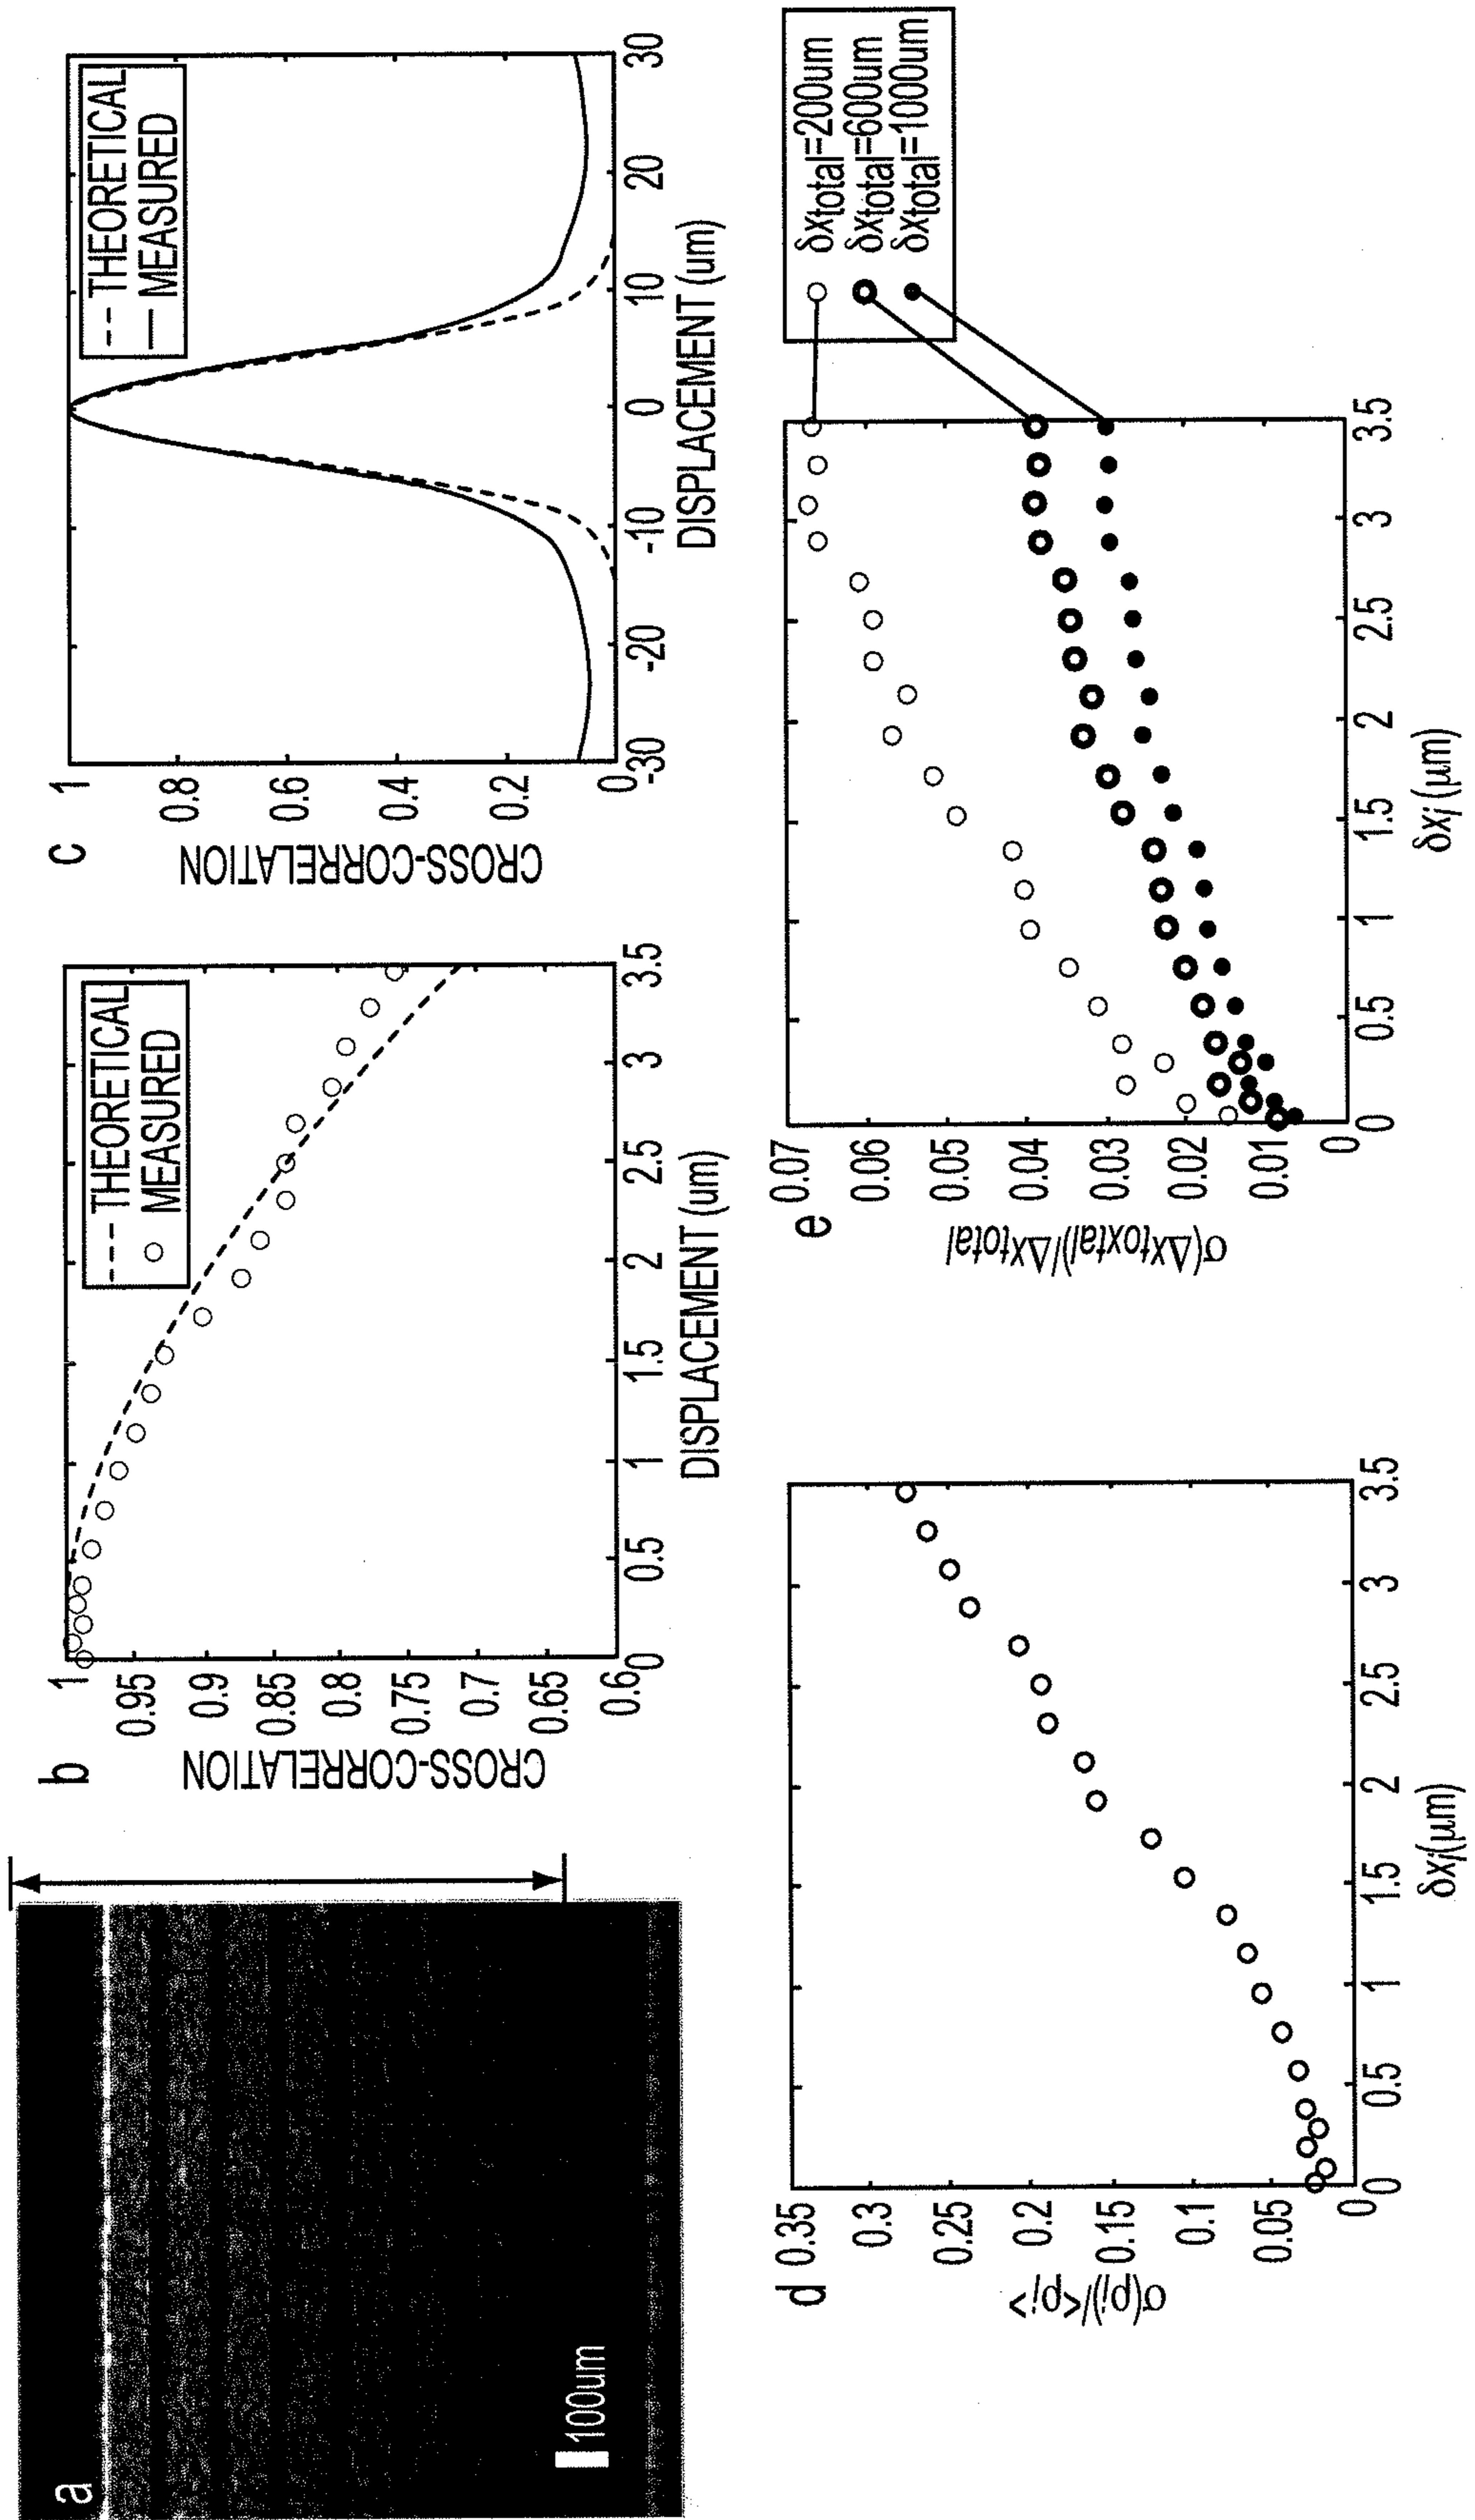 a
100um
b
CROSS-CORRELATION
1
0.95
0.9
0.85
0.8
0.75
0.7
0.65
0.6
--- THEORETICAL
○ MEASURED
0 0.5 1 1.5 2 2.5 3 3.5
DISPLACEMENT (um)
c
CROSS-CORRELATION
1
0.8
0.6
0.4
0.2
0
--- THEORETICAL
— MEASURED
-30 -20 -10 0 10 20 30
DISPLACEMENT (um)
d
σ(ρi)/<ρi>
0.35
0.3
0.25
0.2
0.15
0.1
0.05
0
0 0.5 1 1.5 2 2.5 3 3.5
δxi(μm)
e
σ(Δxtoxtal)/Δxtotal
0.07
0.06
0.05
0.04
0.03
0.02
0.01
0
0 0.5 1 1.5 2 2.5 3 3.5
δxi (μm)
δxtotal=200um
δxtotal=600um
δxtotal=1000um